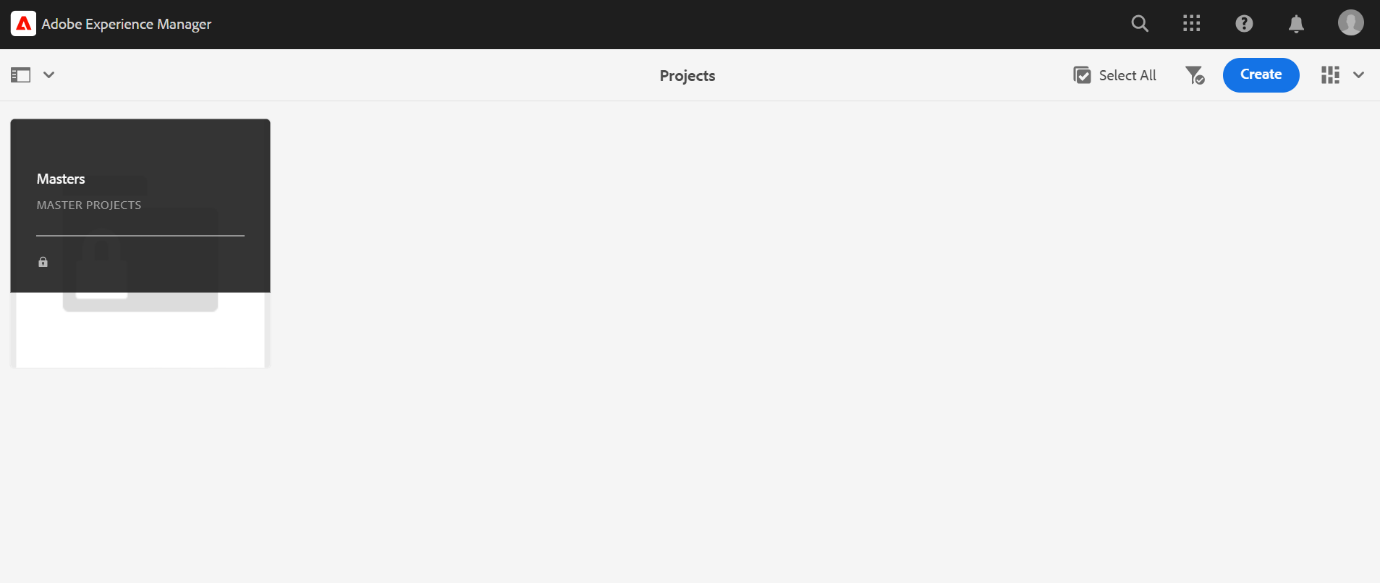 Adobe Experience Manager
Projects
Select All
Create
Masters
MASTER PROJECTS